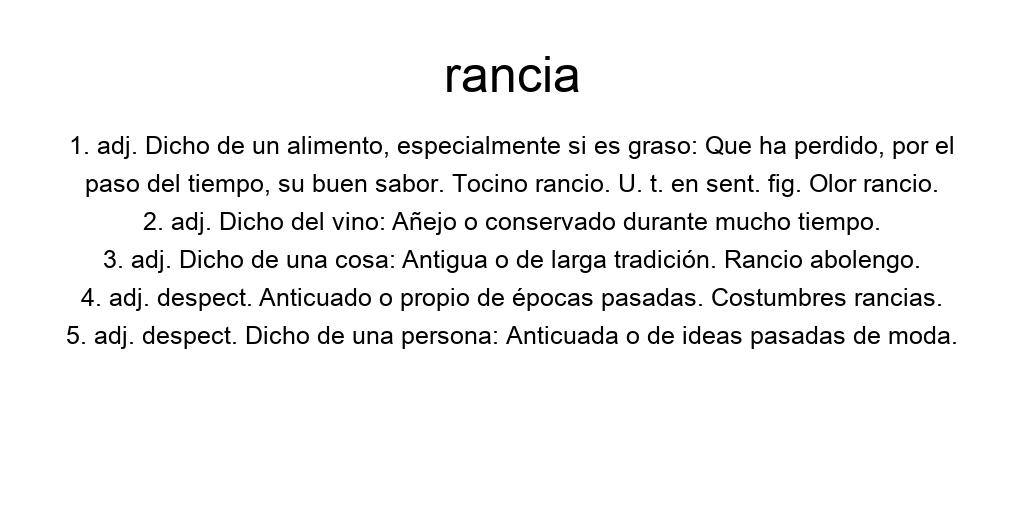 rancia
1. adj. Dicho de un alimento, especialmente si es graso: Que ha perdido, por el
paso del tiempo, su buen sabor. Tocino rancio. U. t. en sent. fig. Olor rancio.
2. adj. Dicho del vino: Añejo o conservado durante mucho tiempo.
3. adj. Dicho de una cosa: Antigua o de larga tradición. Rancio abolengo.
4. adj. despect. Anticuado o propio de épocas pasadas. Costumbres rancias.
5. adj. despect. Dicho de una persona: Anticuada o de ideas pasadas de moda.